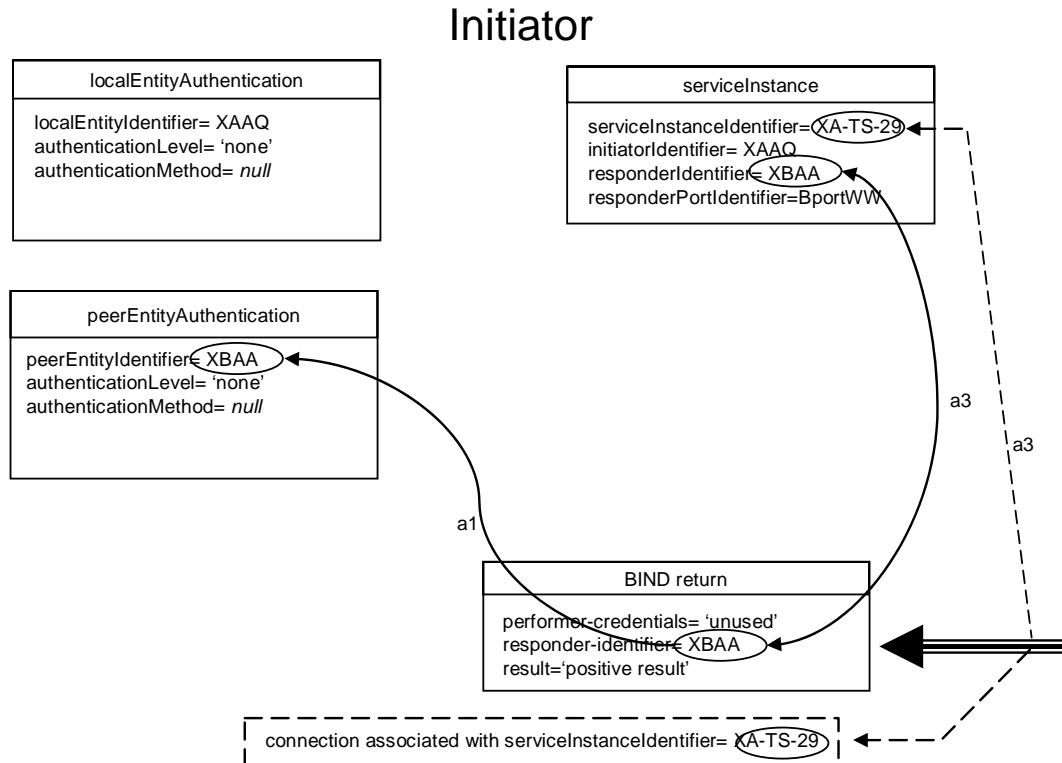 Initiator
localEntityAuthentication
localEntityIdentifier= XAAQ
authenticationLevel= ‘none’
authenticationMethod= null
serviceInstance
serviceInstanceIdentifier= XA-TS-29
initiatorIdentifier= XAAQ
responderIdentifier= XBAA
responderPortIdentifier=BportWW
peerEntityAuthentication
peerEntityIdentifier= XBAA
authenticationLevel= ‘none’
authenticationMethod= null
a3
a3
a1
BIND return
performer-credentials= ‘unused’
responder-identifier= XBAA
result=‘positive result’
connection associated with serviceInstanceIdentifier= XA-TS-29